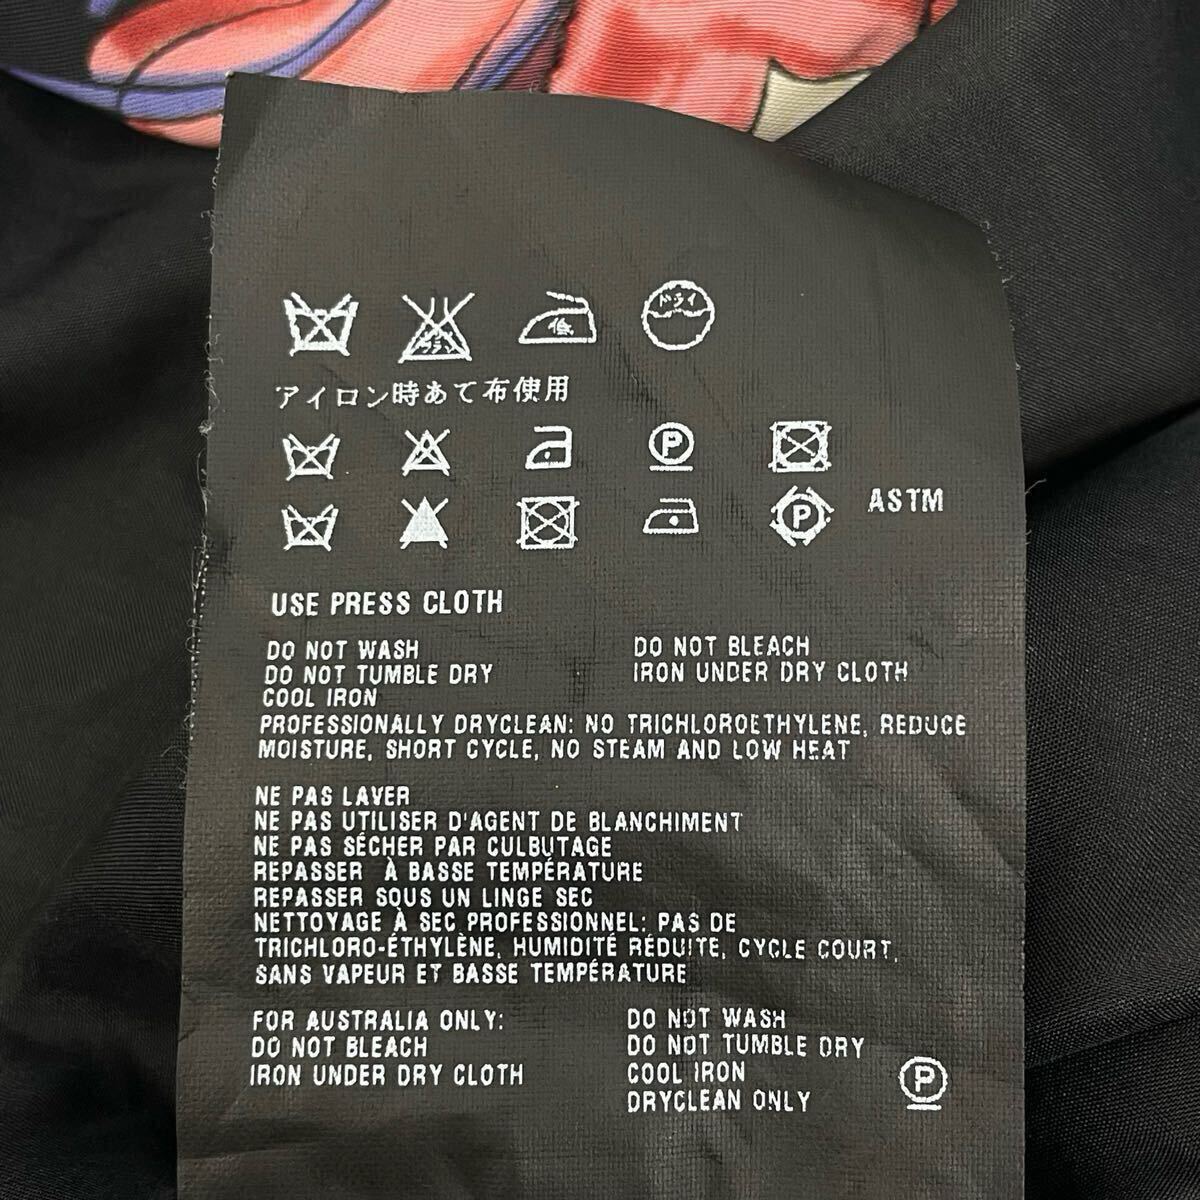 低 ドライ
アイロン時あて布使用
P
P ASTM
USE PRESS CLOTH
DO NOT WASH DO NOT BLEACH
DO NOT TUMBLE DRY IRON UNDER DRY CLOTH
COOL IRON
PROFESSIONALLY DRYCLEAN: NO TRICHLOROETHYLENE, REDUCE
MOISTURE, SHORT CYCLE, NO STEAM AND LOW HEAT
NE PAS LAVER
NE PAS UTILISER D'AGENT DE BLANCHIMENT
NE PAS SÉCHER PAR CULBUTAGE
REPASSER À BASSE TEMPÉRATURE
REPASSER SOUS UN LINGE SEC
NETTOYAGE À SEC PROFESSIONNEL: PAS DE
TRICHLORO-ÉTHYLÈNE, HUMIDITÉ RÉDUITE, CYCLE COURT,
SANS VAPEUR ET BASSE TEMPÉRATURE
FOR AUSTRALIA ONLY: DO NOT WASH
DO NOT BLEACH DO NOT TUMBLE DRY
IRON UNDER DRY CLOTH COOL IRON P
DRYCLEAN ONLY